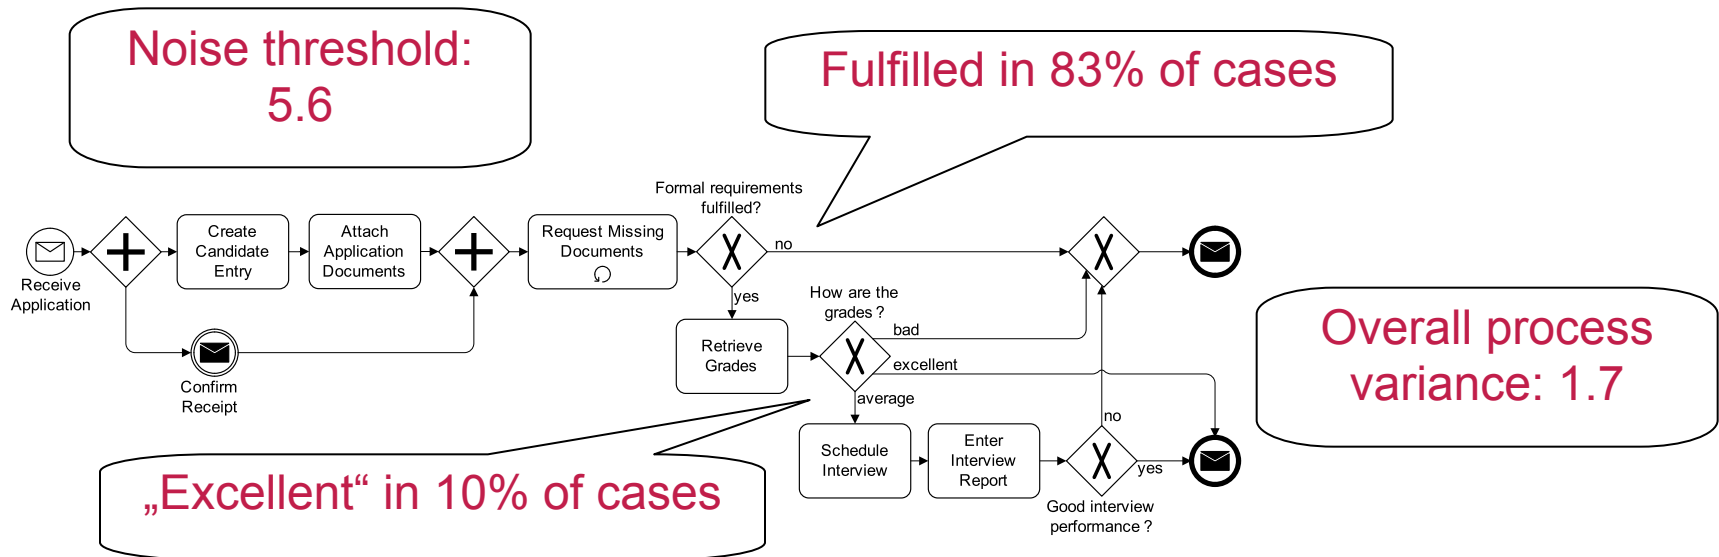 Noise threshold:
5.6
Fulfilled in 83% of cases
Formal requirements
fulfilled?
Receive
Application
Create
Candidate
Entry
Attach
Application
Documents
Request Missing
Documents
no
yes
Confirm
Receipt
Retrieve
Grades
How are the
grades ?
bad
excellent
average
Schedule
Interview
Enter
Interview
Report
no
yes
Good interview
performance ?
Overall process
variance: 1.7
„Excellent“ in 10% of cases